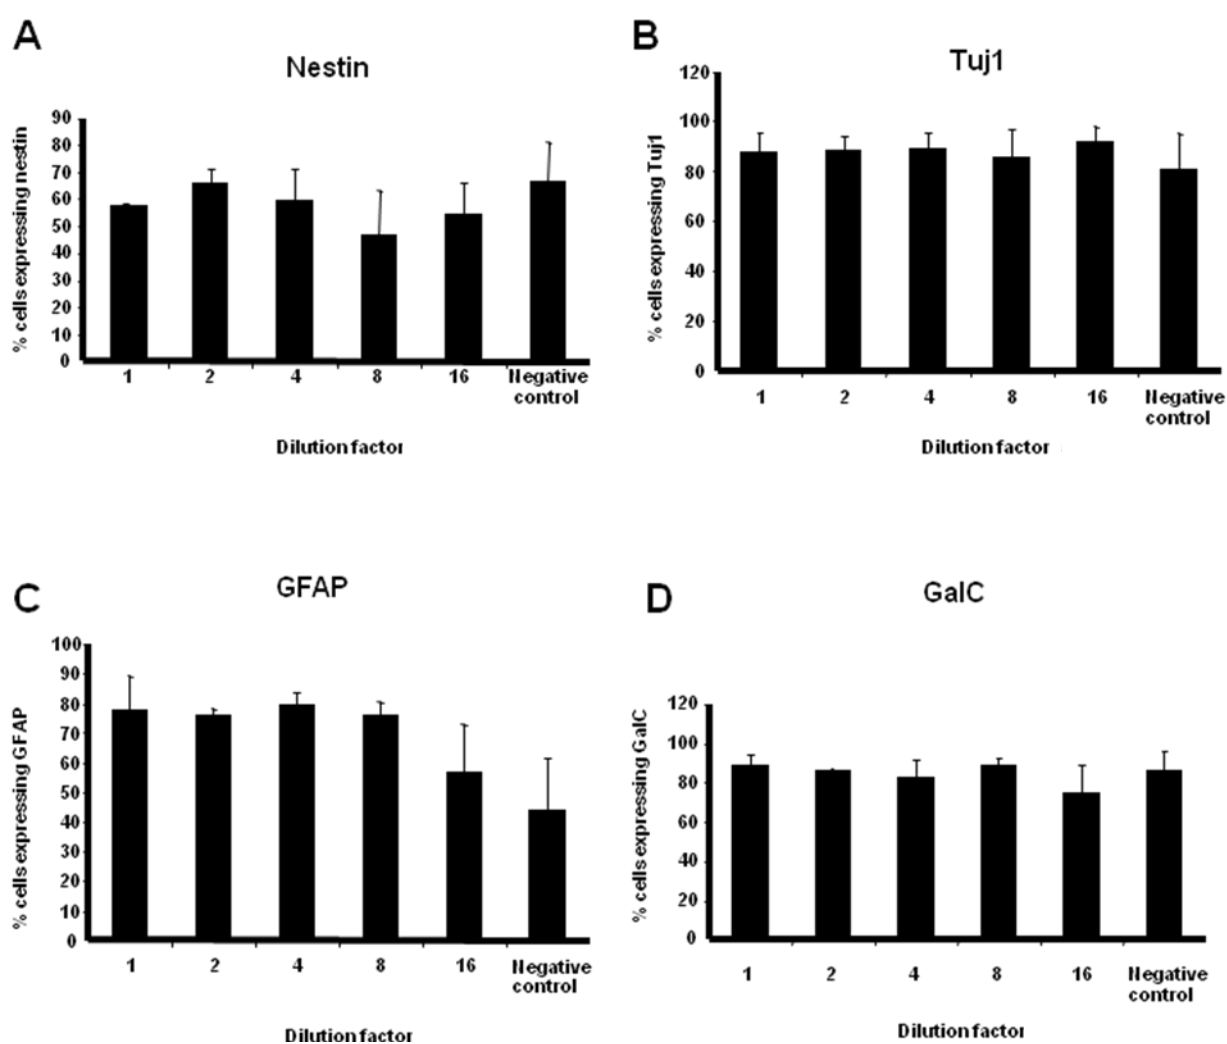 A
Nestin
% cells expressing nestin
90
80
70
60
50
40
30
20
10
0
1 2 4 8 16 Negative
control
Dilution factor
B
Tuj1
% cells expressing Tuj1
120
100
80
60
40
20
0
1 2 4 8 16 Negative
control
Dilution factor
C
GFAP
% cells expressing GFAP
100
90
80
70
60
50
40
30
20
10
0
1 2 4 8 16 Negative
control
Dilution factor
D
GalC
% cells expressing GalC
120
100
80
60
40
20
0
1 2 4 8 16 Negative
control
Dilution factor